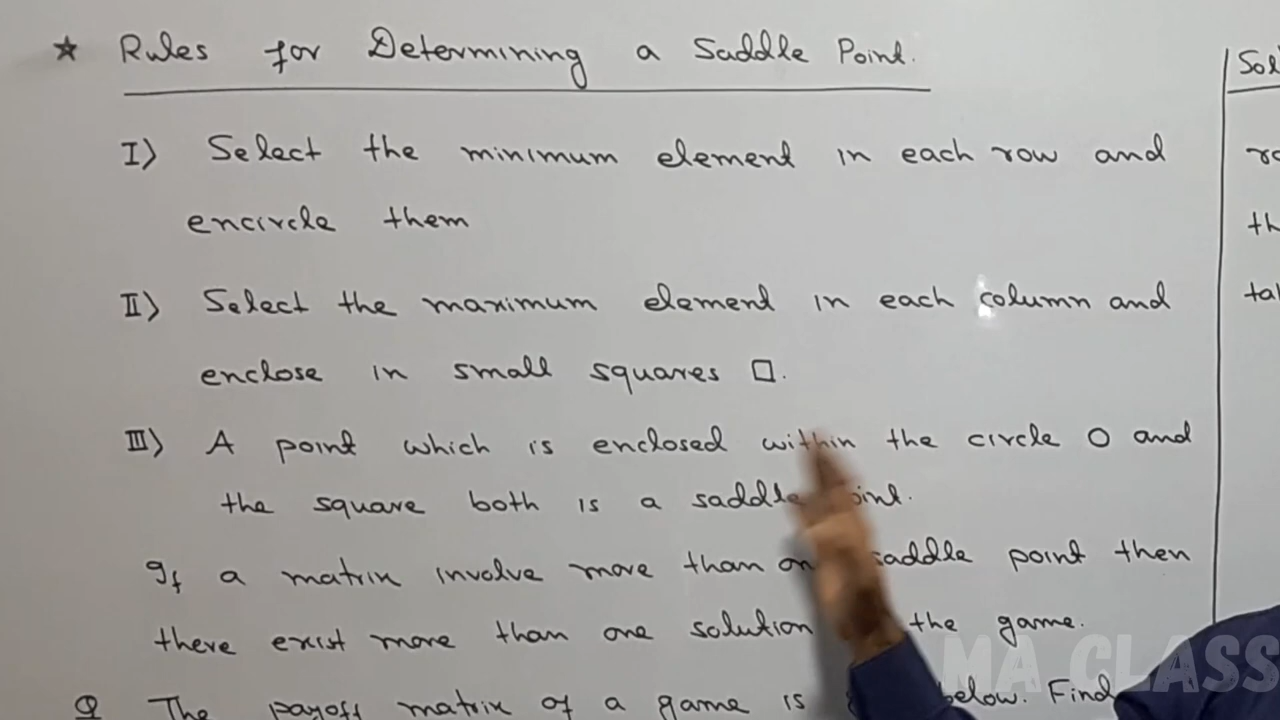 ★ Rules for Determining a Saddle Point.
I) Select the minimum element in each row and
encircle them
II) Select the maximum element in each column and
enclose in small squares □.
III) A point which is enclosed within the circle O and
the square both is a saddle
If a matrix involve more than saddle point then
there exist more than one solution the game.
Q The payoff matrix of a game is below. Find
Sol
MA CLASS